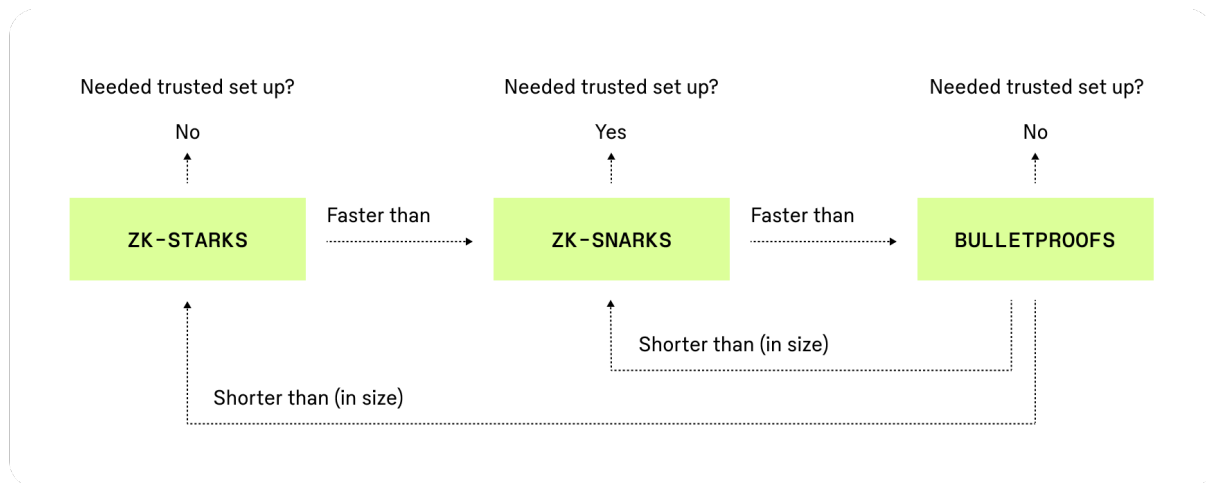 Needed trusted set up?
Needed trusted set up?
Needed trusted set up?
No
Yes
No
Faster than
Faster than
ZK-STARKS
ZK-SNARKS
BULLETPROOFS
Shorter than (in size)
Shorter than (in size)